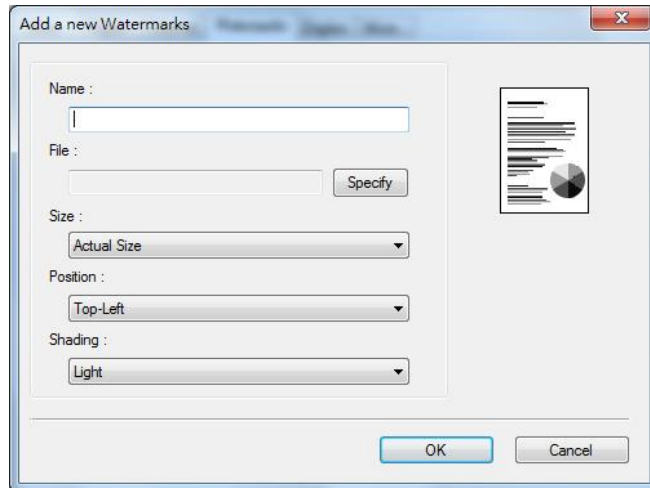 Add a new Watermarks
Name :
File :
Specify
Size :
Actual Size
Position :
Top-Left
Shading :
Light
OK
Cancel